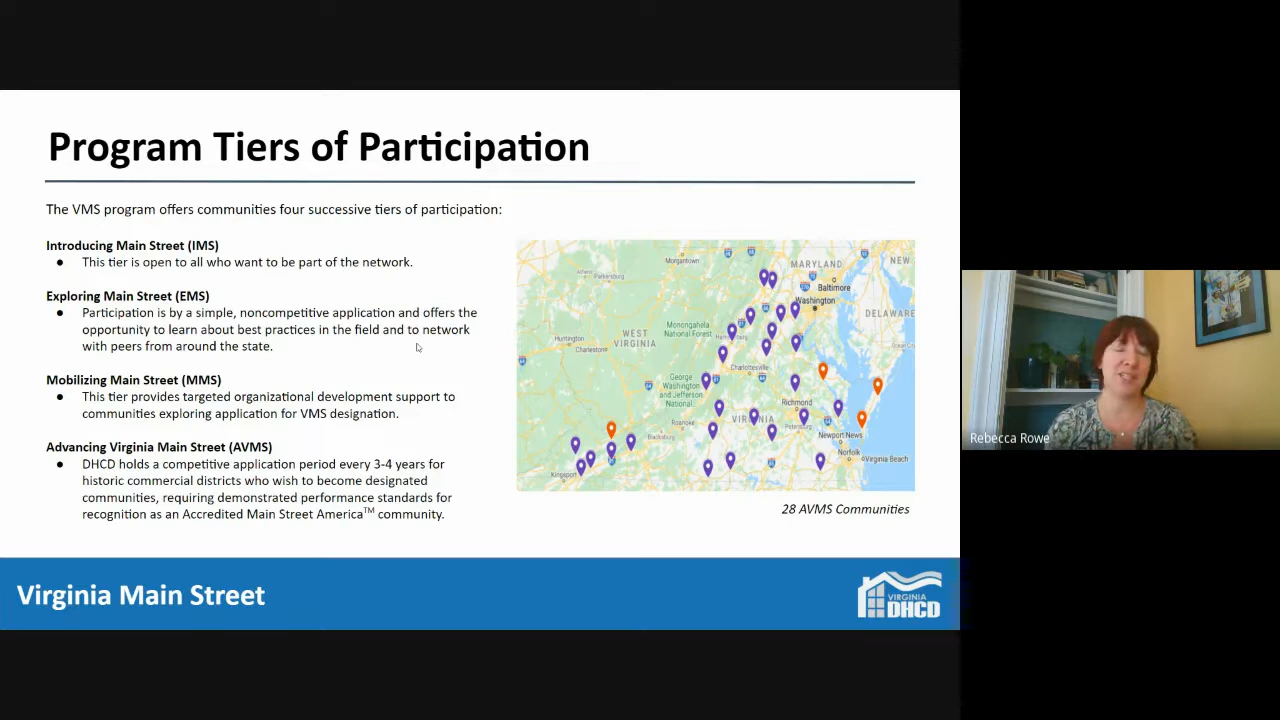 Program Tiers of Participation
The VMS program offers communities four successive tiers of participation:
Introducing Main Street (IMS)
● This tier is open to all who want to be part of the network.
Exploring Main Street (EMS)
● Participation is by a simple, noncompetitive application and offers the
opportunity to learn about best practices in the field and to network
with peers from around the state.
Mobilizing Main Street (MMS)
● This tier provides targeted organizational development support to
communities exploring application for VMS designation.
Advancing Virginia Main Street (AVMS)
● DHCD holds a competitive application period every 3-4 years for
historic commercial districts who wish to become designated
communities, requiring demonstrated performance standards for
recognition as an Accredited Main Street America™ community.
Morgantown
MARYLAND
NEW
Athens
Parkersburg
Baltimore
Washington
DELAWARE
WEST
VIRGINIA
Monongahela
National Forest
Huntington
Charleston
Charlottesville
George
Washington
and Jefferson
National...
Richmond
VIRGINIA
Roanoke
Petersburg
Blacksburg
Newport News
Norfolk
Virginia Beach
Kingsport
28 AVMS Communities
Virginia Main Street
VIRGINIA
DHCD
Rebecca Rowe